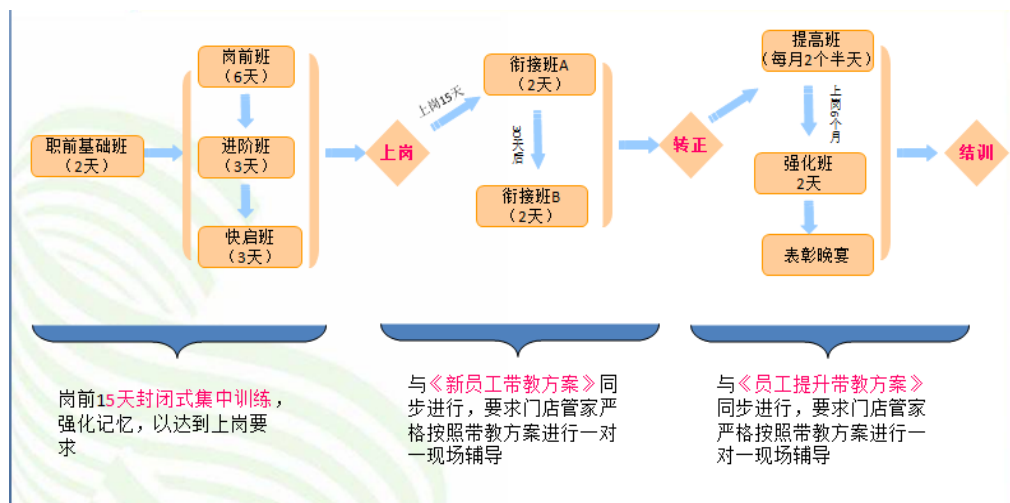 职前基础班
（2天）
岗前班
（6天）
进阶班
（3天）
快启班
（3天）
上岗
上岗15天
衔接班A
（2天）
30天后
衔接班B
（2天）
转正
提高班
（每月2个半天）
上岗6个月
强化班
2天
表彰晚宴
结训
岗前15天封闭式集中训练，
强化记忆，以达到上岗要
求
与《新员工带教方案》同
步进行，要求门店管家严
格按照带教方案进行一对
一现场辅导
与《员工提升带教方案》
同步进行，要求门店管家
严格按照带教方案进行一
对一现场辅导